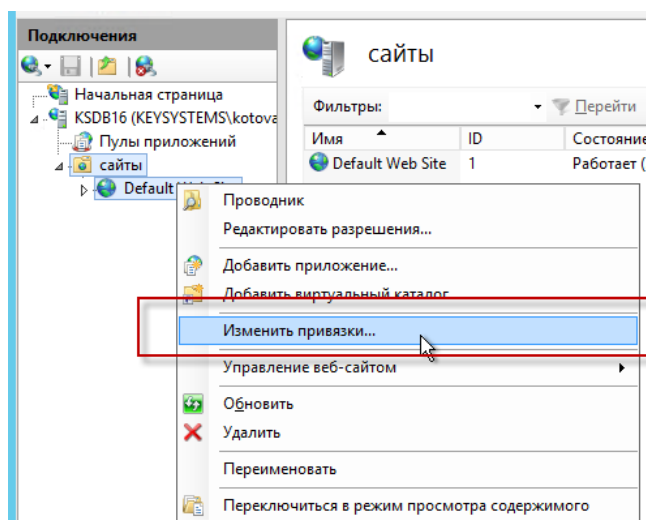 Подключения
Начальная страница
KSDB16 (KEYSYSTEMS\kotova
Пулы приложений
сайты
Default
сайты
Фильтры:
Перейти
Имя
ID
Состояние
Default Web Site
1
Работает (
Проводник
Редактировать разрешения...
Добавить приложение...
Добавить виртуальный каталог
Изменить привязки...
Управление веб-сайтом
Обновить
Удалить
Переименовать
Переключиться в режим просмотра содержимого